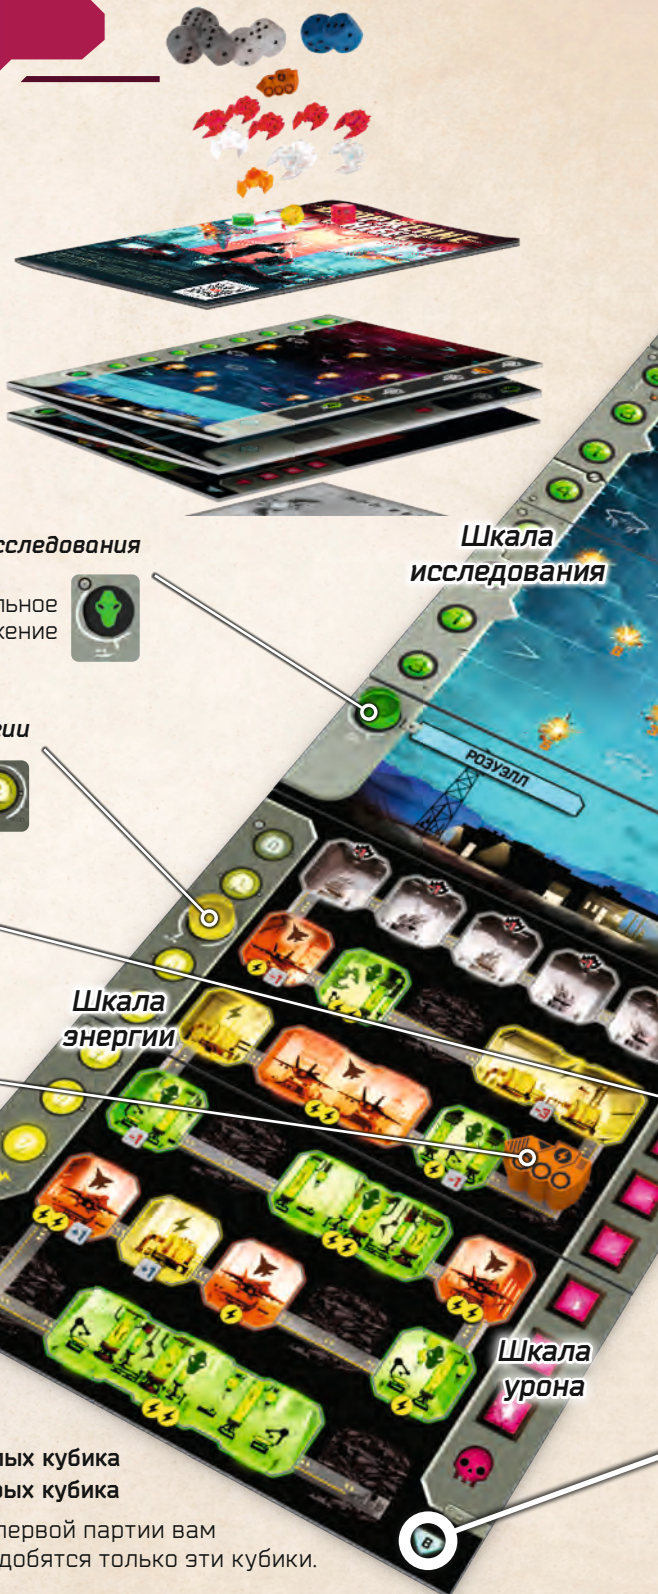 сследования
льное
жение
Шкала
исследования
гии
РОЗУЭЛЛ
Шкала
энергии
Шкала
урона
ых кубика
ых кубика
первой партии вам
добятся только эти кубики.
B